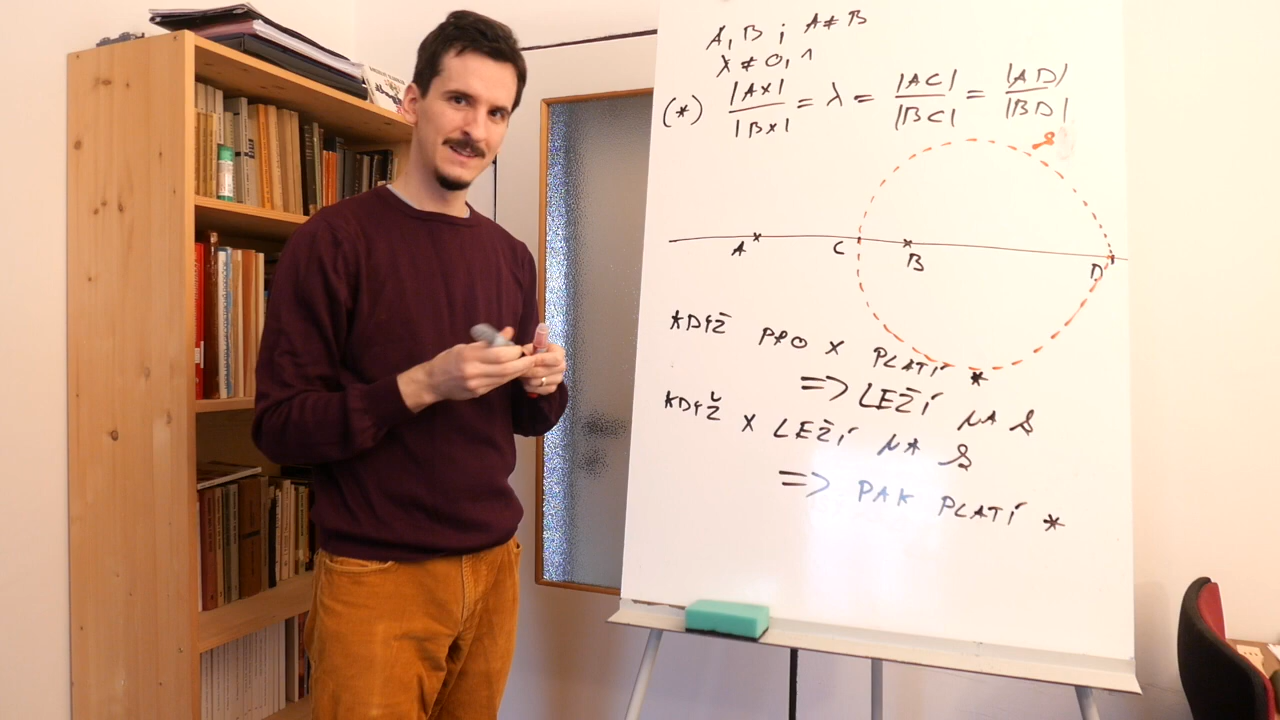 A, B ; A ≠ B
λ ≠ 0, 1
(*) |AX| / |BX| = λ = |AC| / |BC| = |AD| / |BD|
S
A C B D
KDYŽ PRO X PLATÍ *
=> LEŽÍ NA S
KDYŽ X LEŽÍ NA S
=> PAK PLATÍ *